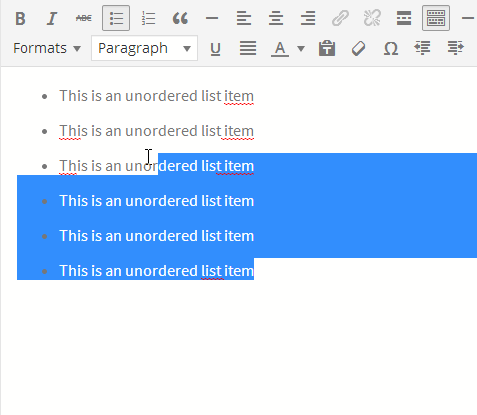 B I ABC
Formats Paragraph U A Ω
This is an unordered list item
This is an unordered list item
This is an unordered list item
This is an unordered list item
This is an unordered list item
This is an unordered list item